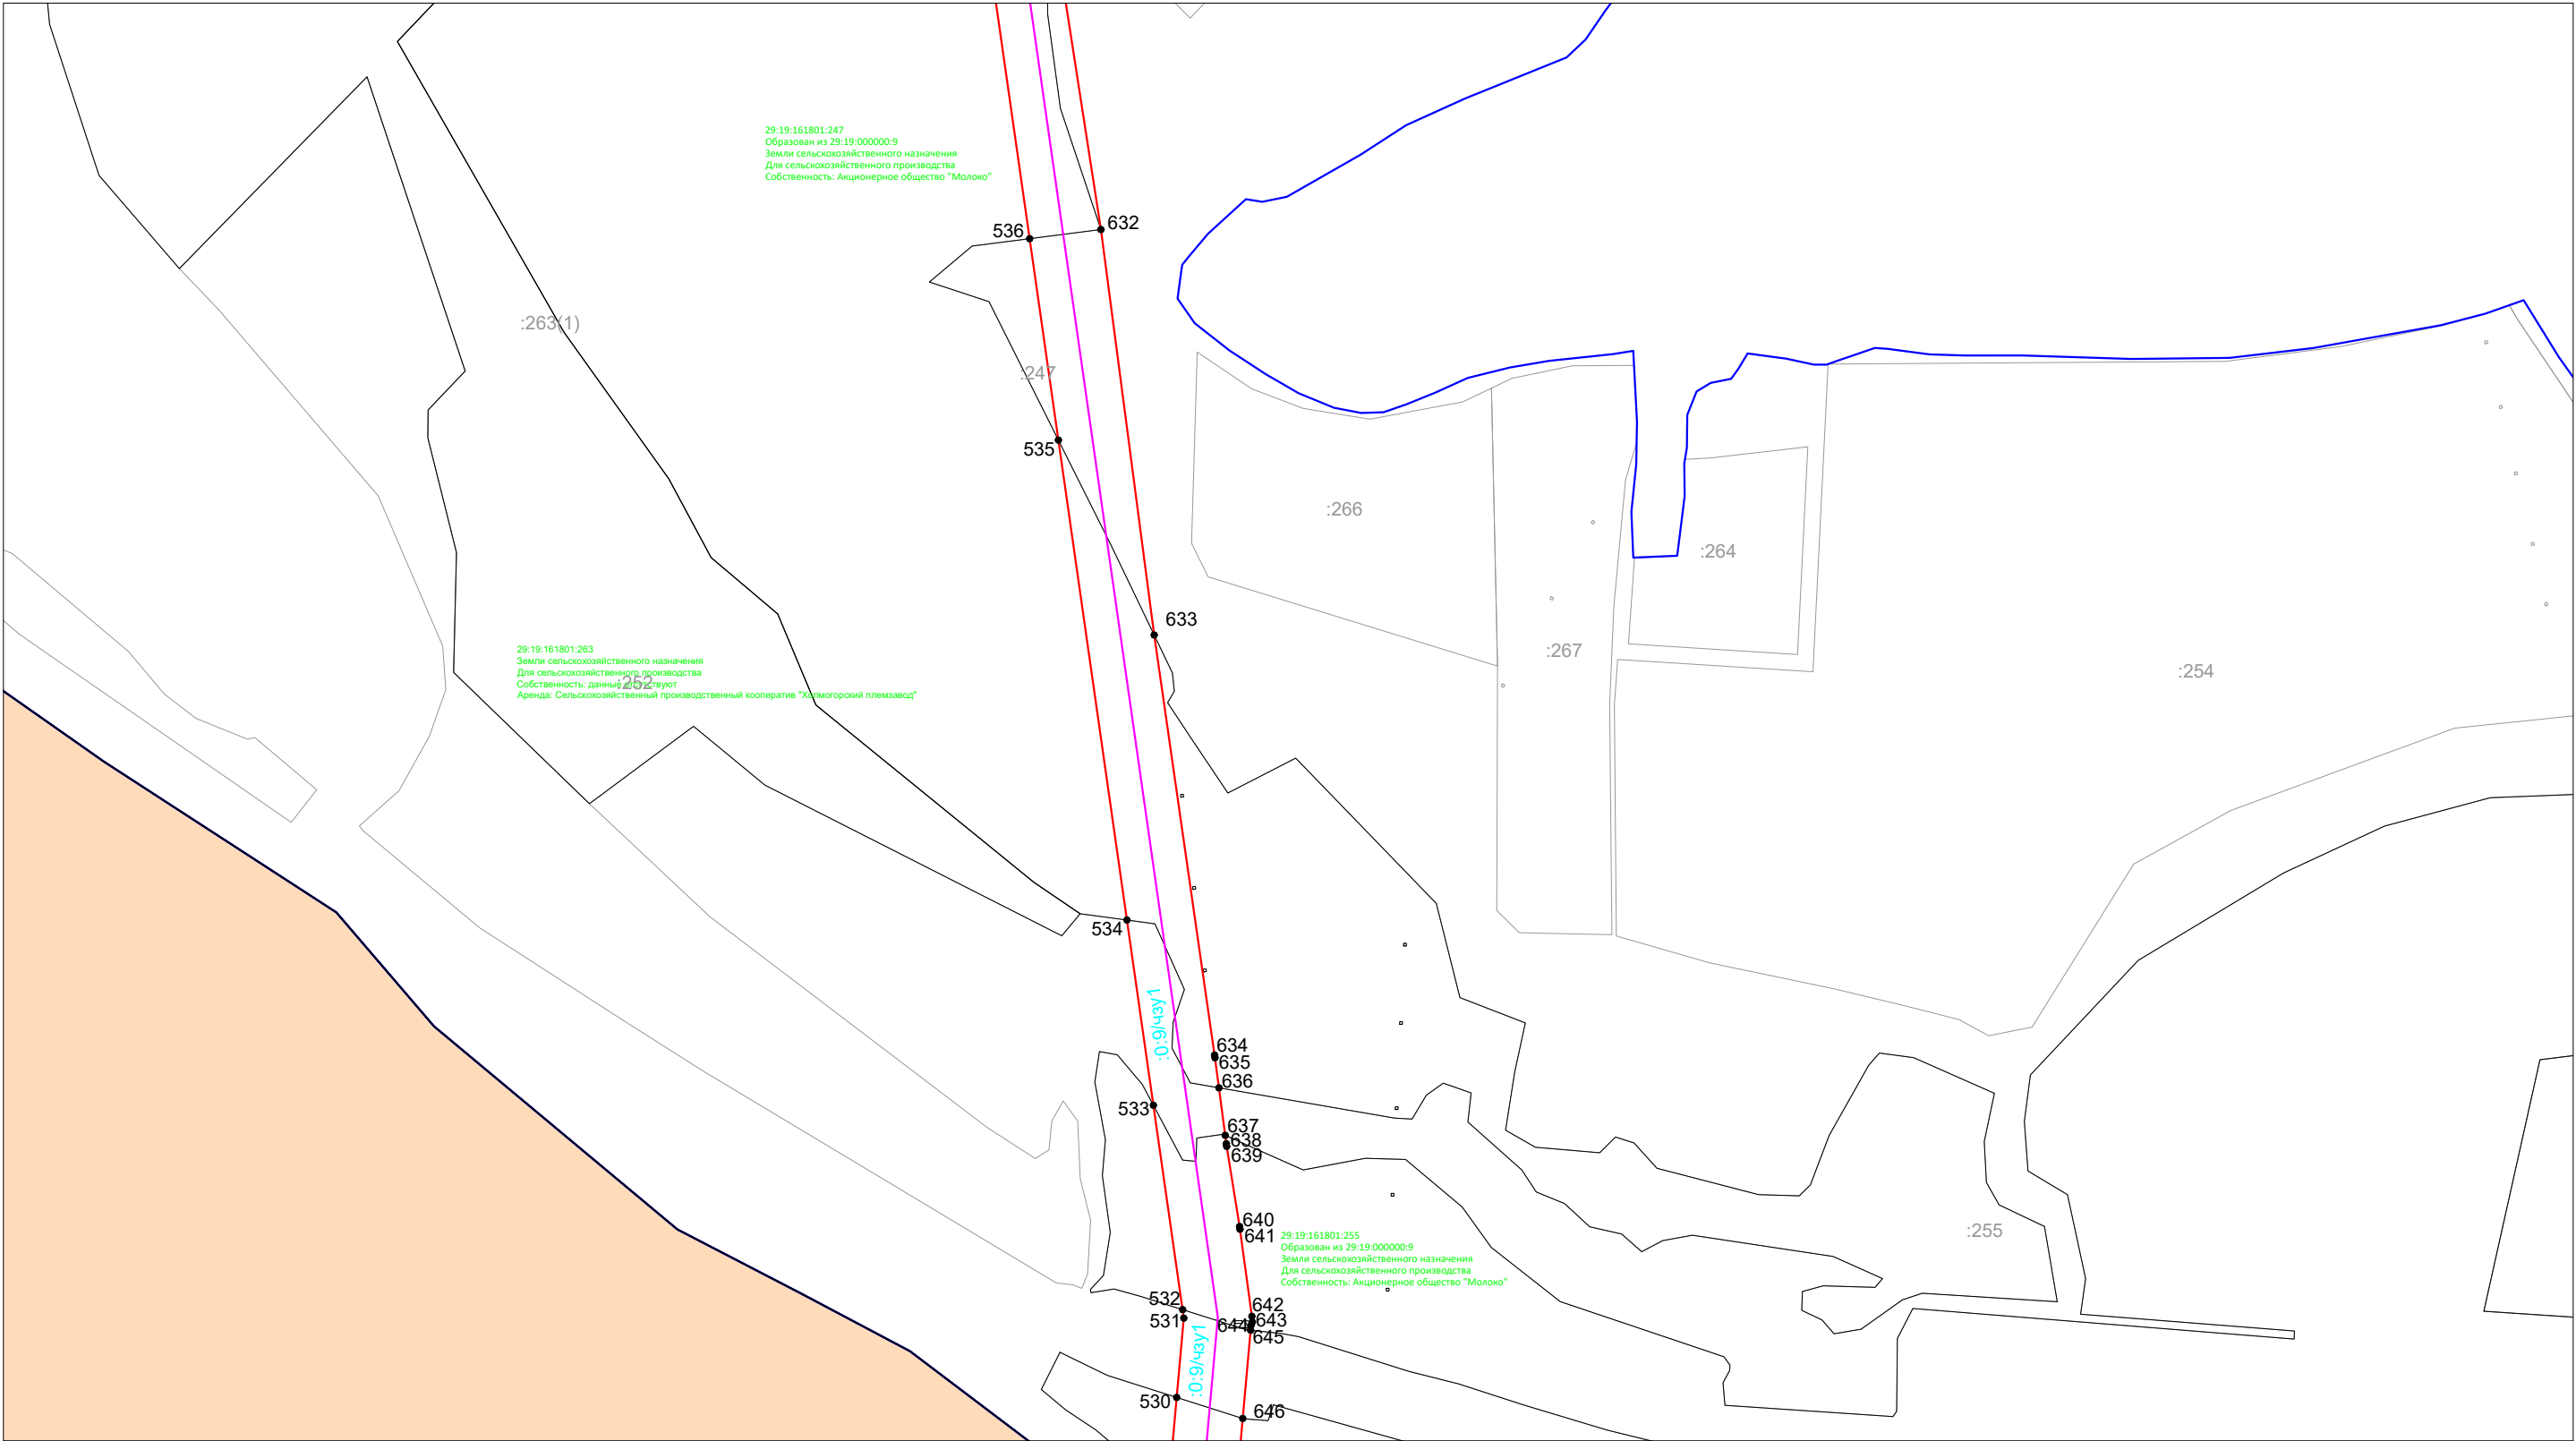 29:19:161801:247
Образован из 29:19:000000:9
Земли сельскохозяйственного назначения
Для сельскохозяйственного производства
Собственность: Акционерное общество "Молоко"
536
632
:263(1)
:247
535
:266
:264
633
:267
:254
29:19:161801:263
Земли сельскохозяйственного назначения
Для сельскохозяйственного производства
Собственность: данные отсутствуют
:252
Аренда: Сельскохозяйственный производственный кооператив "Холмогорский племзавод"
534
:0:9/чзу1
634
635
636
533
637
638
639
640
641
:255
29:19:161801:255
Образован из 29:19:000000:9
Земли сельскохозяйственного назначения
Для сельскохозяйственного производства
Собственность: Акционерное общество "Молоко"
532
531
642
643
644
645
:0:9/чзу1
530
646